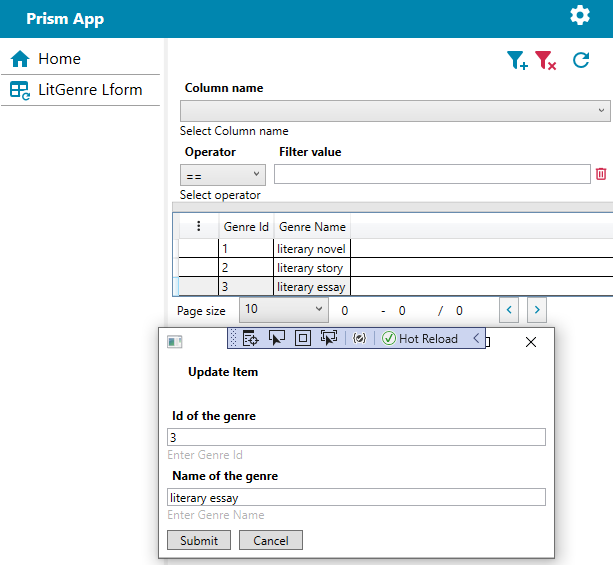 Prism App
Home
LitGenre Lform
Column name
Select Column name
Operator Filter value
==
Select operator
Genre Id Genre Name
1 literary novel
2 literary story
3 literary essay
Page size 10 0 - 0 / 0 < >
Hot Reload
Update Item
Id of the genre
3
Enter Genre Id
Name of the genre
literary essay
Enter Genre Name
Submit Cancel